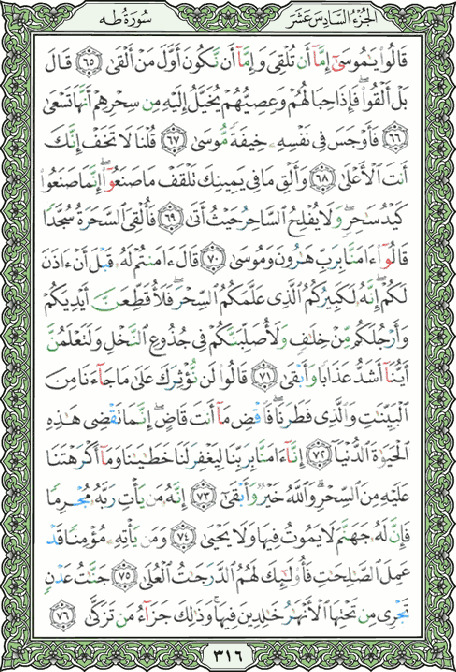 الجزء السادس عشر سورة طه
قَالُوا۟ يَـٰمُوسَىٰٓ إِمَّآ أَن تُلْقِىَ وَإِمَّآ أَن نَّكُونَ أَوَّلَ مَنْ أَلْقَىٰ ٦٥ قَالَ
بَلْ أَلْقُوا۟ۖ فَإِذَا حِبَالُهُمْ وَعِصِيُّهُمْ يُخَيَّلُ إِلَيْهِ مِن سِحْرِهِمْ أَنَّهَا تَسْعَىٰ
٦٦ فَأَوْجَسَ فِى نَفْسِهِۦ خِيفَةً مُّوسَىٰ ٦٧ قُلْنَا لَا تَخَفْ إِنَّكَ
أَنتَ ٱلْأَعْلَىٰ ٦٨ وَأَلْقِ مَا فِى يَمِينِكَ تَلْقَفْ مَا صَنَعُوٓا۟ۖ إِنَّمَا صَنَعُوا۟
كَيْدُ سَـٰحِرٍۖ وَلَا يُفْلِحُ ٱلسَّاحِرُ حَيْثُ أَتَىٰ ٦٩ فَأُلْقِىَ ٱلسَّحَرَةُ سُجَّدًا
قَالُوٓا۟ ءَامَنَّا بِرَبِّ هَـٰرُونَ وَمُوسَىٰ ٧٠ قَالَ ءَامَنتُمْ لَهُۥ قَبْلَ أَنْ ءَاذَنَ
لَكُمْۖ إِنَّهُۥ لَكَبِيرُكُمُ ٱلَّذِى عَلَّمَكُمُ ٱلسِّحْرَۖ فَلَأُقَطِّعَنَّ أَيْدِيَكُمْ
وَأَرْجُلَكُم مِّنْ خِلَـٰفٍ وَلَأُصَلِّبَنَّكُمْ فِى جُذُوعِ ٱلنَّخْلِ وَلَتَعْلَمُنَّ
أَيُّنَآ أَشَدُّ عَذَابًا وَأَبْقَىٰ ٧١ قَالُوا۟ لَن نُّؤْثِرَكَ عَلَىٰ مَا جَآءَنَا مِنَ
ٱلْبَيِّنَـٰتِ وَٱلَّذِى فَطَرَنَاۖ فَٱقْضِ مَآ أَنتَ قَاضٍۖ إِنَّمَا تَقْضِى هَـٰذِهِ
ٱلْحَيَوٰةَ ٱلدُّنْيَآ ٧٢ إِنَّآ ءَامَنَّا بِرَبِّنَا لِيَغْفِرَ لَنَا خَطَـٰيَـٰنَا وَمَآ أَكْرَهْتَنَا
عَلَيْهِ مِنَ ٱلسِّحْرِۗ وَٱللَّهُ خَيْرٌ وَأَبْقَىٰٓ ٧٣ إِنَّهُۥ مَن يَأْتِ رَبَّهُۥ مُجْرِمًا
فَإِنَّ لَهُۥ جَهَنَّمَ لَا يَمُوتُ فِيهَا وَلَا يَحْيَىٰ ٧٤ وَمَن يَأْتِهِۦ مُؤْمِنًا قَدْ
عَمِلَ ٱلصَّـٰلِحَـٰتِ فَأُو۟لَـٰٓئِكَ لَهُمُ ٱلدَّرَجَـٰتُ ٱلْعُلَىٰ ٧٥ جَنَّـٰتُ عَدْنٍ
تَجْرِى مِن تَحْتِهَا ٱلْأَنْهَـٰرُ خَـٰلِدِينَ فِيهَاۚ وَذَٰلِكَ جَزَآءُ مَن تَزَكَّىٰ ٧٦
٣١٦